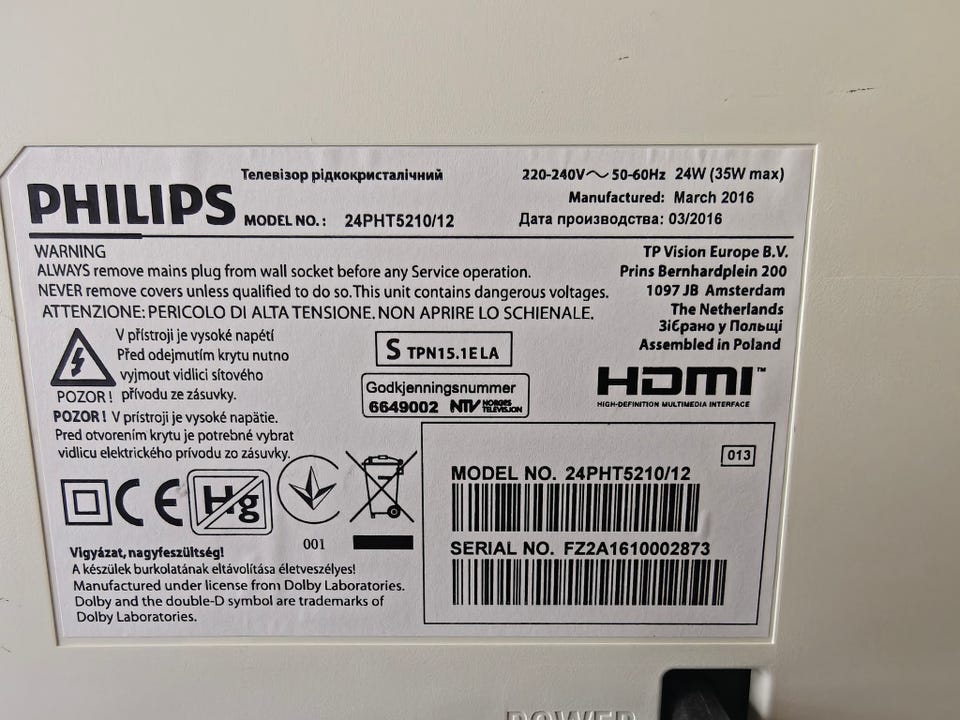 Телевізор рідкокристалічний
220-240V~50-60Hz 24W (35W max)
PHILIPS
MODEL NO.: 24PHT5210/12
Manufactured: March 2016
Дата производства: 03/2016
WARNING
ALWAYS remove mains plug from wall socket before any Service operation.
NEVER remove covers unless qualified to do so.This unit contains dangerous voltages.
ATTENZIONE: PERICOLO DI ALTA TENSIONE. NON APRIRE LO SCHIENALE.
TP Vision Europe B.V.
Prins Bernhardplein 200
1097 JB Amsterdam
The Netherlands
Зібрано у Польщі
Assembled in Poland
V přístroji je vysoké napětí
Před odejmutím krytu nutno
vyjmout vidlici síťového
POZOR! přívodu ze zásuvky.
POZOR! V prístroji je vysoké napätie.
Pred otvorením krytu je potrebné vybrat
vidlicu elektrického prívodu zo zásuvky.
S TPN15.1E LA
Godkjenningsnummer
6649002 NTV NORGES
TELEVISJON
HDMI™
HIGH-DEFINITION MULTIMEDIA INTERFACE
CE
Hg
001
013
MODEL NO. 24PHT5210/12
SERIAL NO. FZ2A1610002873
Vigyázat, nagyfeszültség!
A készülék burkolatának eltávolítása életveszélyes!
Manufactured under license from Dolby Laboratories.
Dolby and the double-D symbol are trademarks of
Dolby Laboratories.
POWER